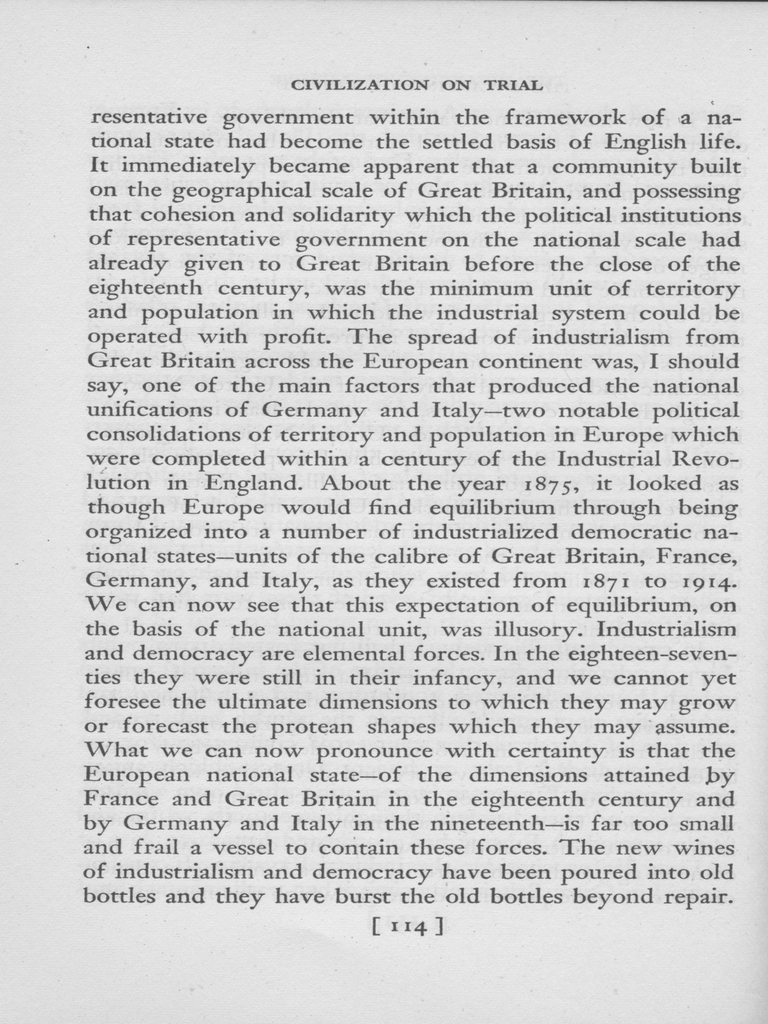 CIVILIZATION ON TRIAL
resentative government within the framework of a na-
tional state had become the settled basis of English life.
It immediately became apparent that a community built
on the geographical scale of Great Britain, and possessing
that cohesion and solidarity which the political institutions
of representative government on the national scale had
already given to Great Britain before the close of the
eighteenth century, was the minimum unit of territory
and population in which the industrial system could be
operated with profit. The spread of industrialism from
Great Britain across the European continent was, I should
say, one of the main factors that produced the national
unifications of Germany and Italy—two notable political
consolidations of territory and population in Europe which
were completed within a century of the Industrial Revo-
lution in England. About the year 1875, it looked as
though Europe would find equilibrium through being
organized into a number of industrialized democratic na-
tional states—units of the calibre of Great Britain, France,
Germany, and Italy, as they existed from 1871 to 1914.
We can now see that this expectation of equilibrium, on
the basis of the national unit, was illusory. Industrialism
and democracy are elemental forces. In the eighteen-seven-
ties they were still in their infancy, and we cannot yet
foresee the ultimate dimensions to which they may grow
or forecast the protean shapes which they may assume.
What we can now pronounce with certainty is that the
European national state—of the dimensions attained by
France and Great Britain in the eighteenth century and
by Germany and Italy in the nineteenth—is far too small
and frail a vessel to contain these forces. The new wines
of industrialism and democracy have been poured into old
bottles and they have burst the old bottles beyond repair.
[ 114 ]